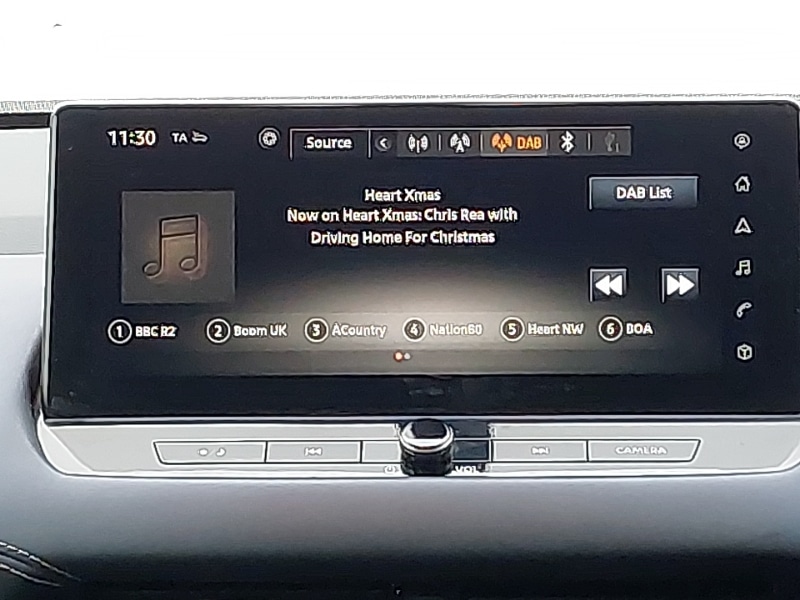 11:30 TA Source DAB
Heart Xmas
Now on Heart Xmas: Chris Rea with
Driving Home For Christmas
DAB List
1 BBC R2 2 Boom UK 3 ACountry 4 Nation80 5 Heart NW 6 BOA
VOL
CAMERA